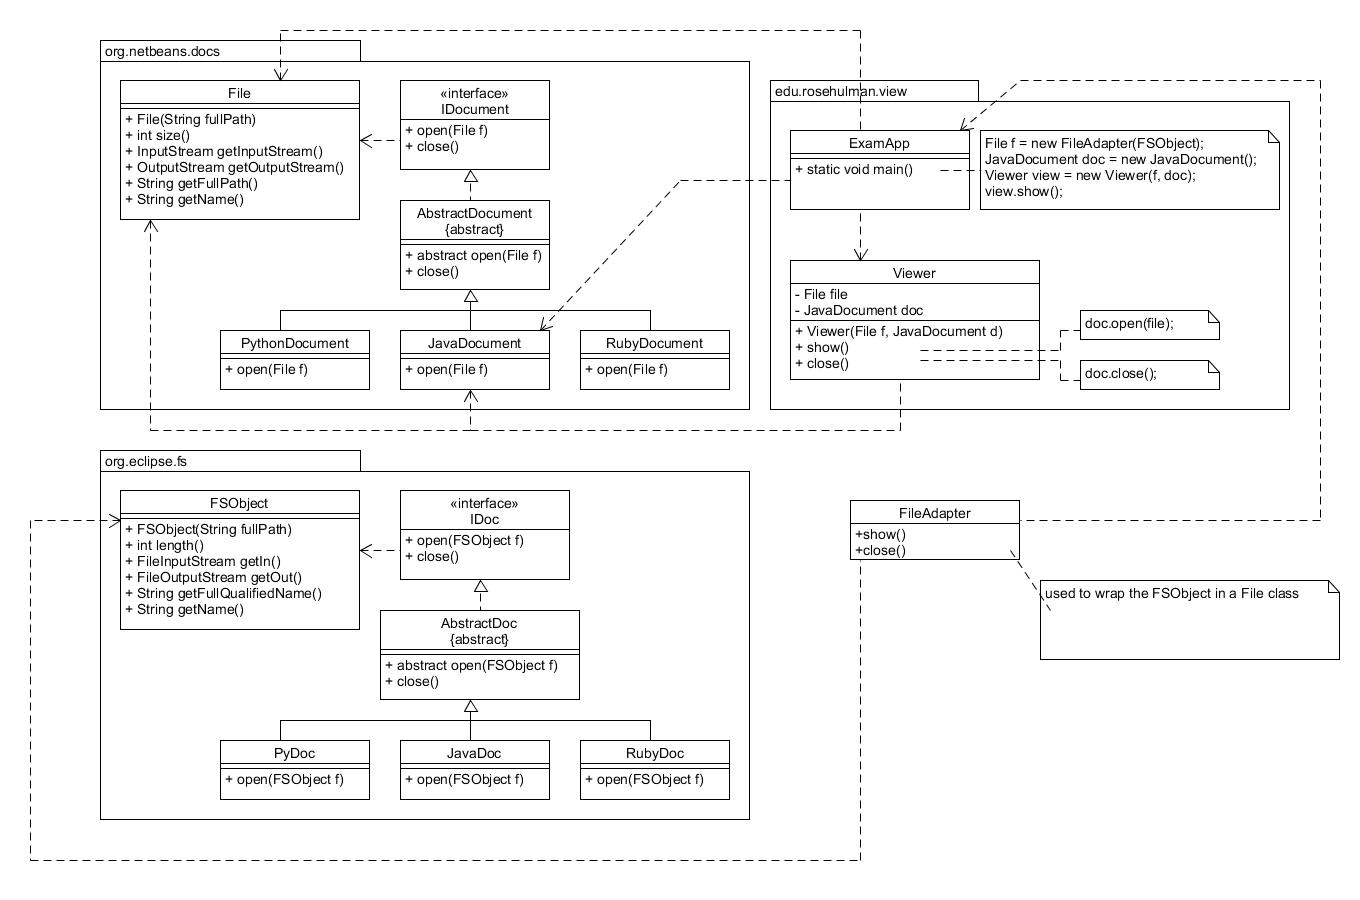 org.netbeans.docs
File
+ File(String fullPath)
+ int size()
+ InputStream getInputStream()
+ OutputStream getOutputStream()
+ String getFullPath()
+ String getName()
«interface»
IDocument
+ open(File f)
+ close()
AbstractDocument
{abstract}
+ abstract open(File f)
+ close()
PythonDocument
+ open(File f)
JavaDocument
+ open(File f)
RubyDocument
+ open(File f)
edu.rosehulman.view
ExamApp
+ static void main()
File f = new FileAdapter(FSObject);
JavaDocument doc = new JavaDocument();
Viewer view = new Viewer(f, doc);
view.show();
Viewer
- File file
- JavaDocument doc
+ Viewer(File f, JavaDocument d)
+ show()
+ close()
doc.open(file);
doc.close();
org.eclipse.fs
FSObject
+ FSObject(String fullPath)
+ int length()
+ FileInputStream getIn()
+ FileOutputStream getOut()
+ String getFullQualifiedName()
+ String getName()
«interface»
IDoc
+ open(FSObject f)
+ close()
AbstractDoc
{abstract}
+ abstract open(FSObject f)
+ close()
PyDoc
+ open(FSObject f)
JavaDoc
+ open(FSObject f)
RubyDoc
+ open(FSObject f)
FileAdapter
+show()
+close()
used to wrap the FSObject in a File class